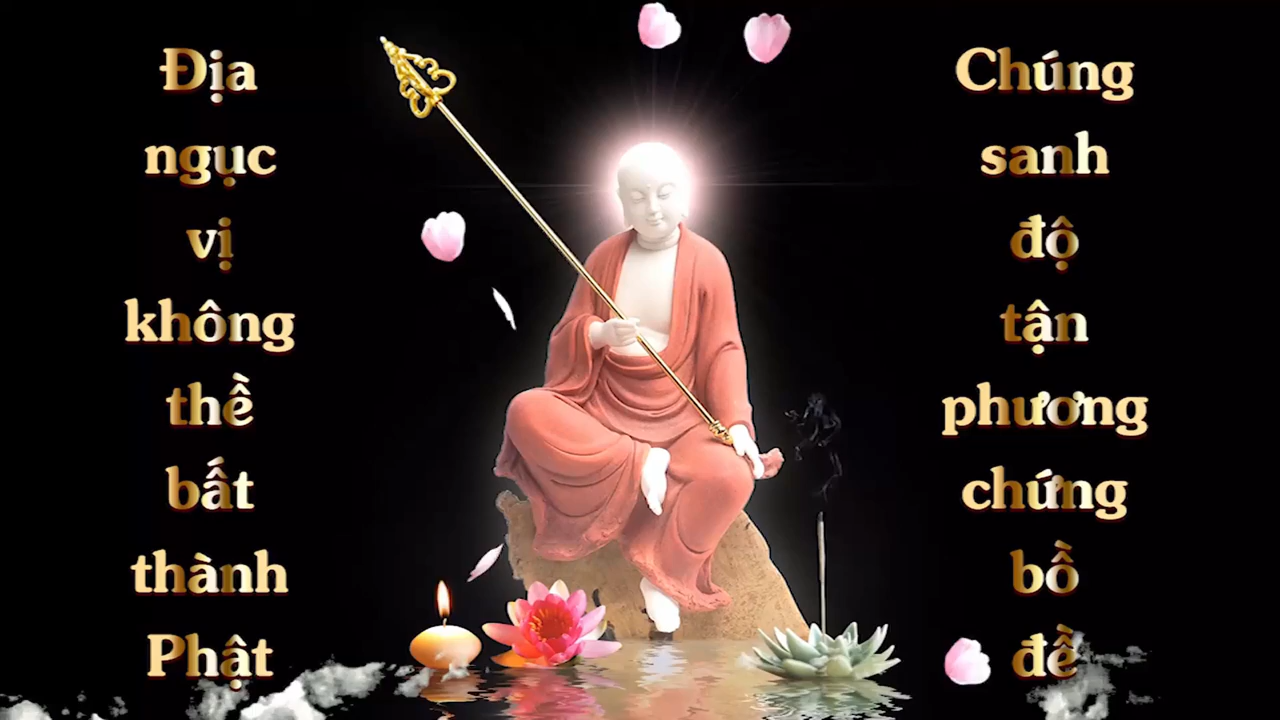 Địa
ngục
vị
không
thề
bất
thành
Phật
Chúng
sanh
độ
tận
phương
chứng
bồ
đề